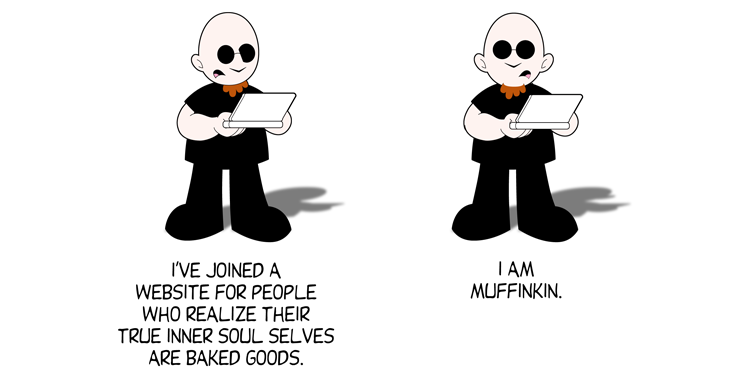 I'VE JOINED A
WEBSITE FOR PEOPLE
WHO REALIZE THEIR
TRUE INNER SOUL SELVES
ARE BAKED GOODS.
I AM
MUFFINKIN.